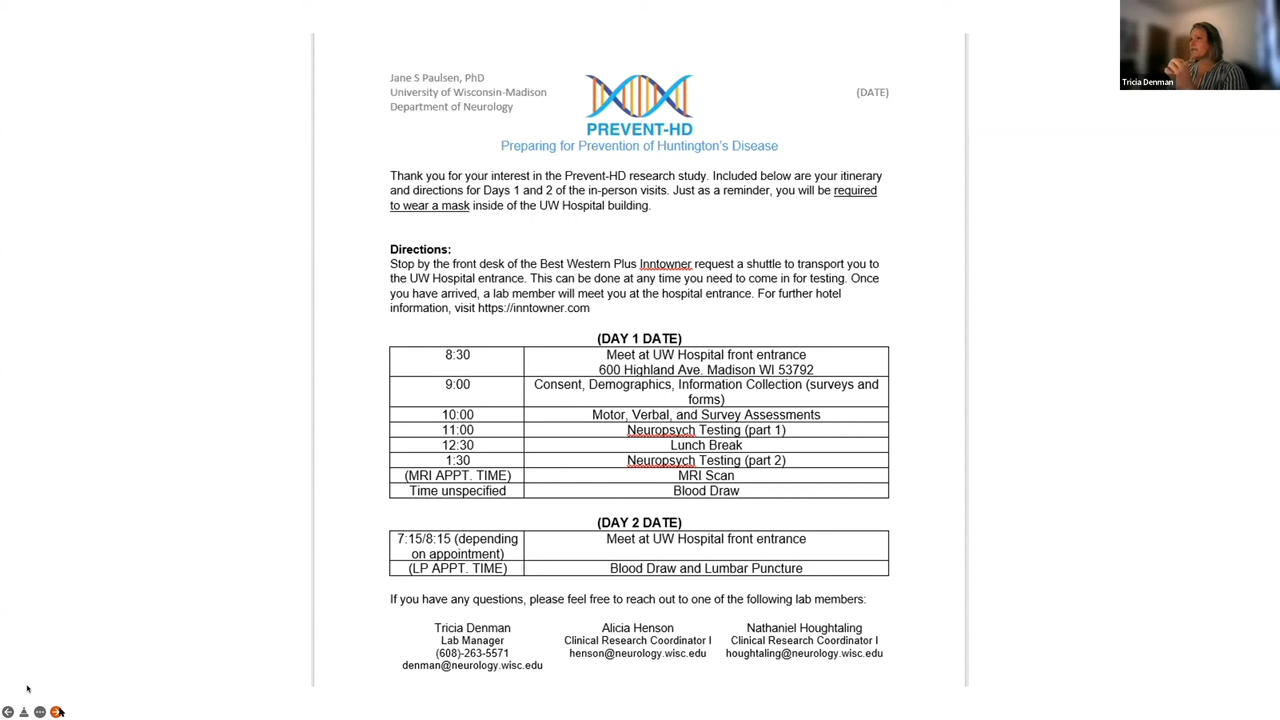 Tricia Denman
Jane S Paulsen, PhD
University of Wisconsin-Madison
Department of Neurology
(DATE)
PREVENT-HD
Preparing for Prevention of Huntington's Disease
Thank you for your interest in the Prevent-HD research study. Included below are your itinerary
and directions for Days 1 and 2 of the in-person visits. Just as a reminder, you will be required
to wear a mask inside of the UW Hospital building.
Directions:
Stop by the front desk of the Best Western Plus Inntowner request a shuttle to transport you to
the UW Hospital entrance. This can be done at any time you need to come in for testing. Once
you have arrived, a lab member will meet you at the hospital entrance. For further hotel
information, visit https://inntowner.com
(DAY 1 DATE)
8:30 Meet at UW Hospital front entrance
600 Highland Ave. Madison WI 53792
9:00 Consent, Demographics, Information Collection (surveys and
forms)
10:00 Motor, Verbal, and Survey Assessments
11:00 Neuropsych Testing (part 1)
12:30 Lunch Break
1:30 Neuropsych Testing (part 2)
(MRI APPT. TIME) MRI Scan
Time unspecified Blood Draw
(DAY 2 DATE)
7:15/8:15 (depending Meet at UW Hospital front entrance
on appointment)
(LP APPT. TIME) Blood Draw and Lumbar Puncture
If you have any questions, please feel free to reach out to one of the following lab members:
Tricia Denman Alicia Henson Nathaniel Houghtaling
Lab Manager Clinical Research Coordinator I Clinical Research Coordinator I
(608)-263-5571 henson@neurology.wisc.edu houghtaling@neurology.wisc.edu
denman@neurology.wisc.edu